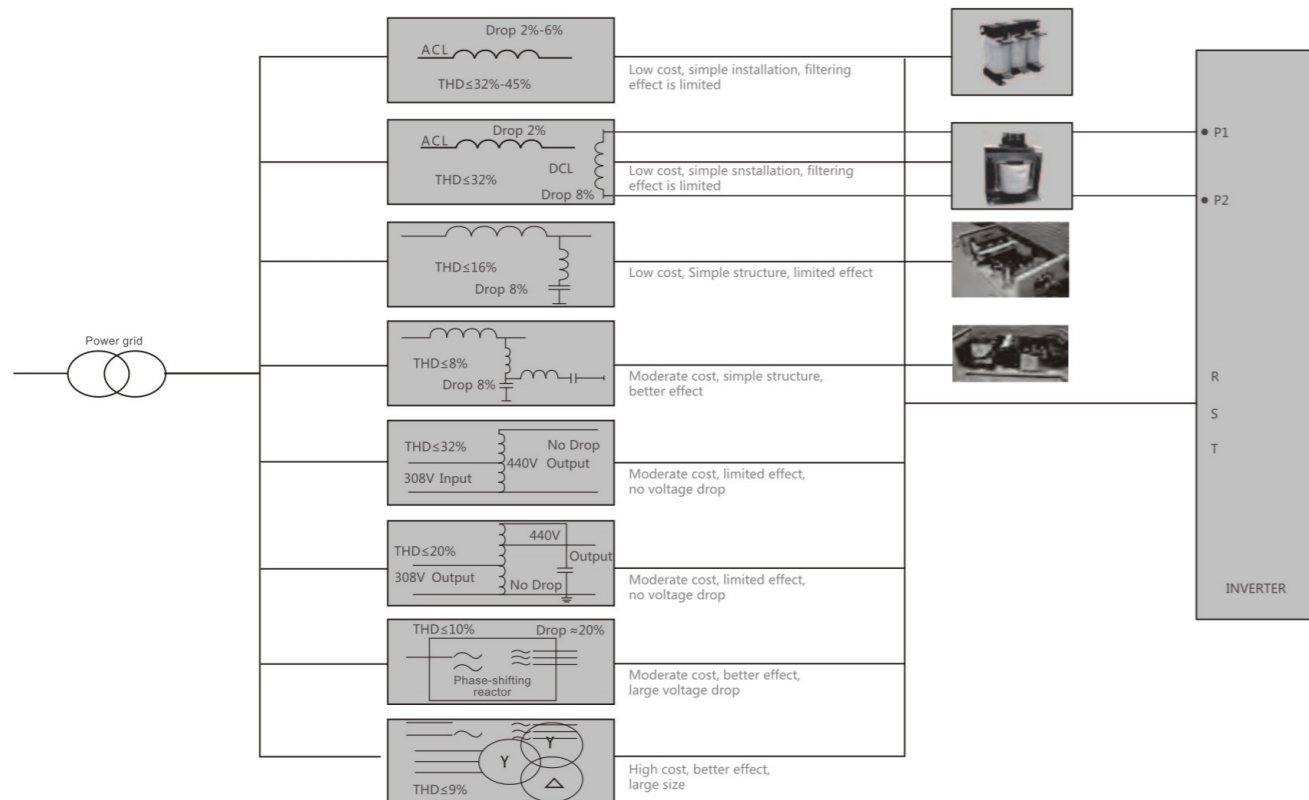 Drop 2%-6%
ACL
THD≤32%-45%
Low cost, simple installation, filtering
effect is limited
Drop 2%
ACL
DCL
THD≤32%
Drop 8%
Low cost, simple snstallation, filtering
effect is limited
P1
P2
THD≤16%
Drop 8%
Low cost, Simple structure, limited effect
Power grid
THD≤8%
Drop 8%
Moderate cost, simple structure,
better effect
R
S
T
THD≤32%
No Drop
440V Output
308V Input
Moderate cost, limited effect,
no voltage drop
440V
THD≤20%
Output
308V Output
No Drop
Moderate cost, limited effect,
no voltage drop
INVERTER
THD≤10%
Drop ≈20%
Phase-shifting
reactor
Moderate cost, better effect,
large voltage drop
Y
Y
△
THD≤9%
High cost, better effect,
large size